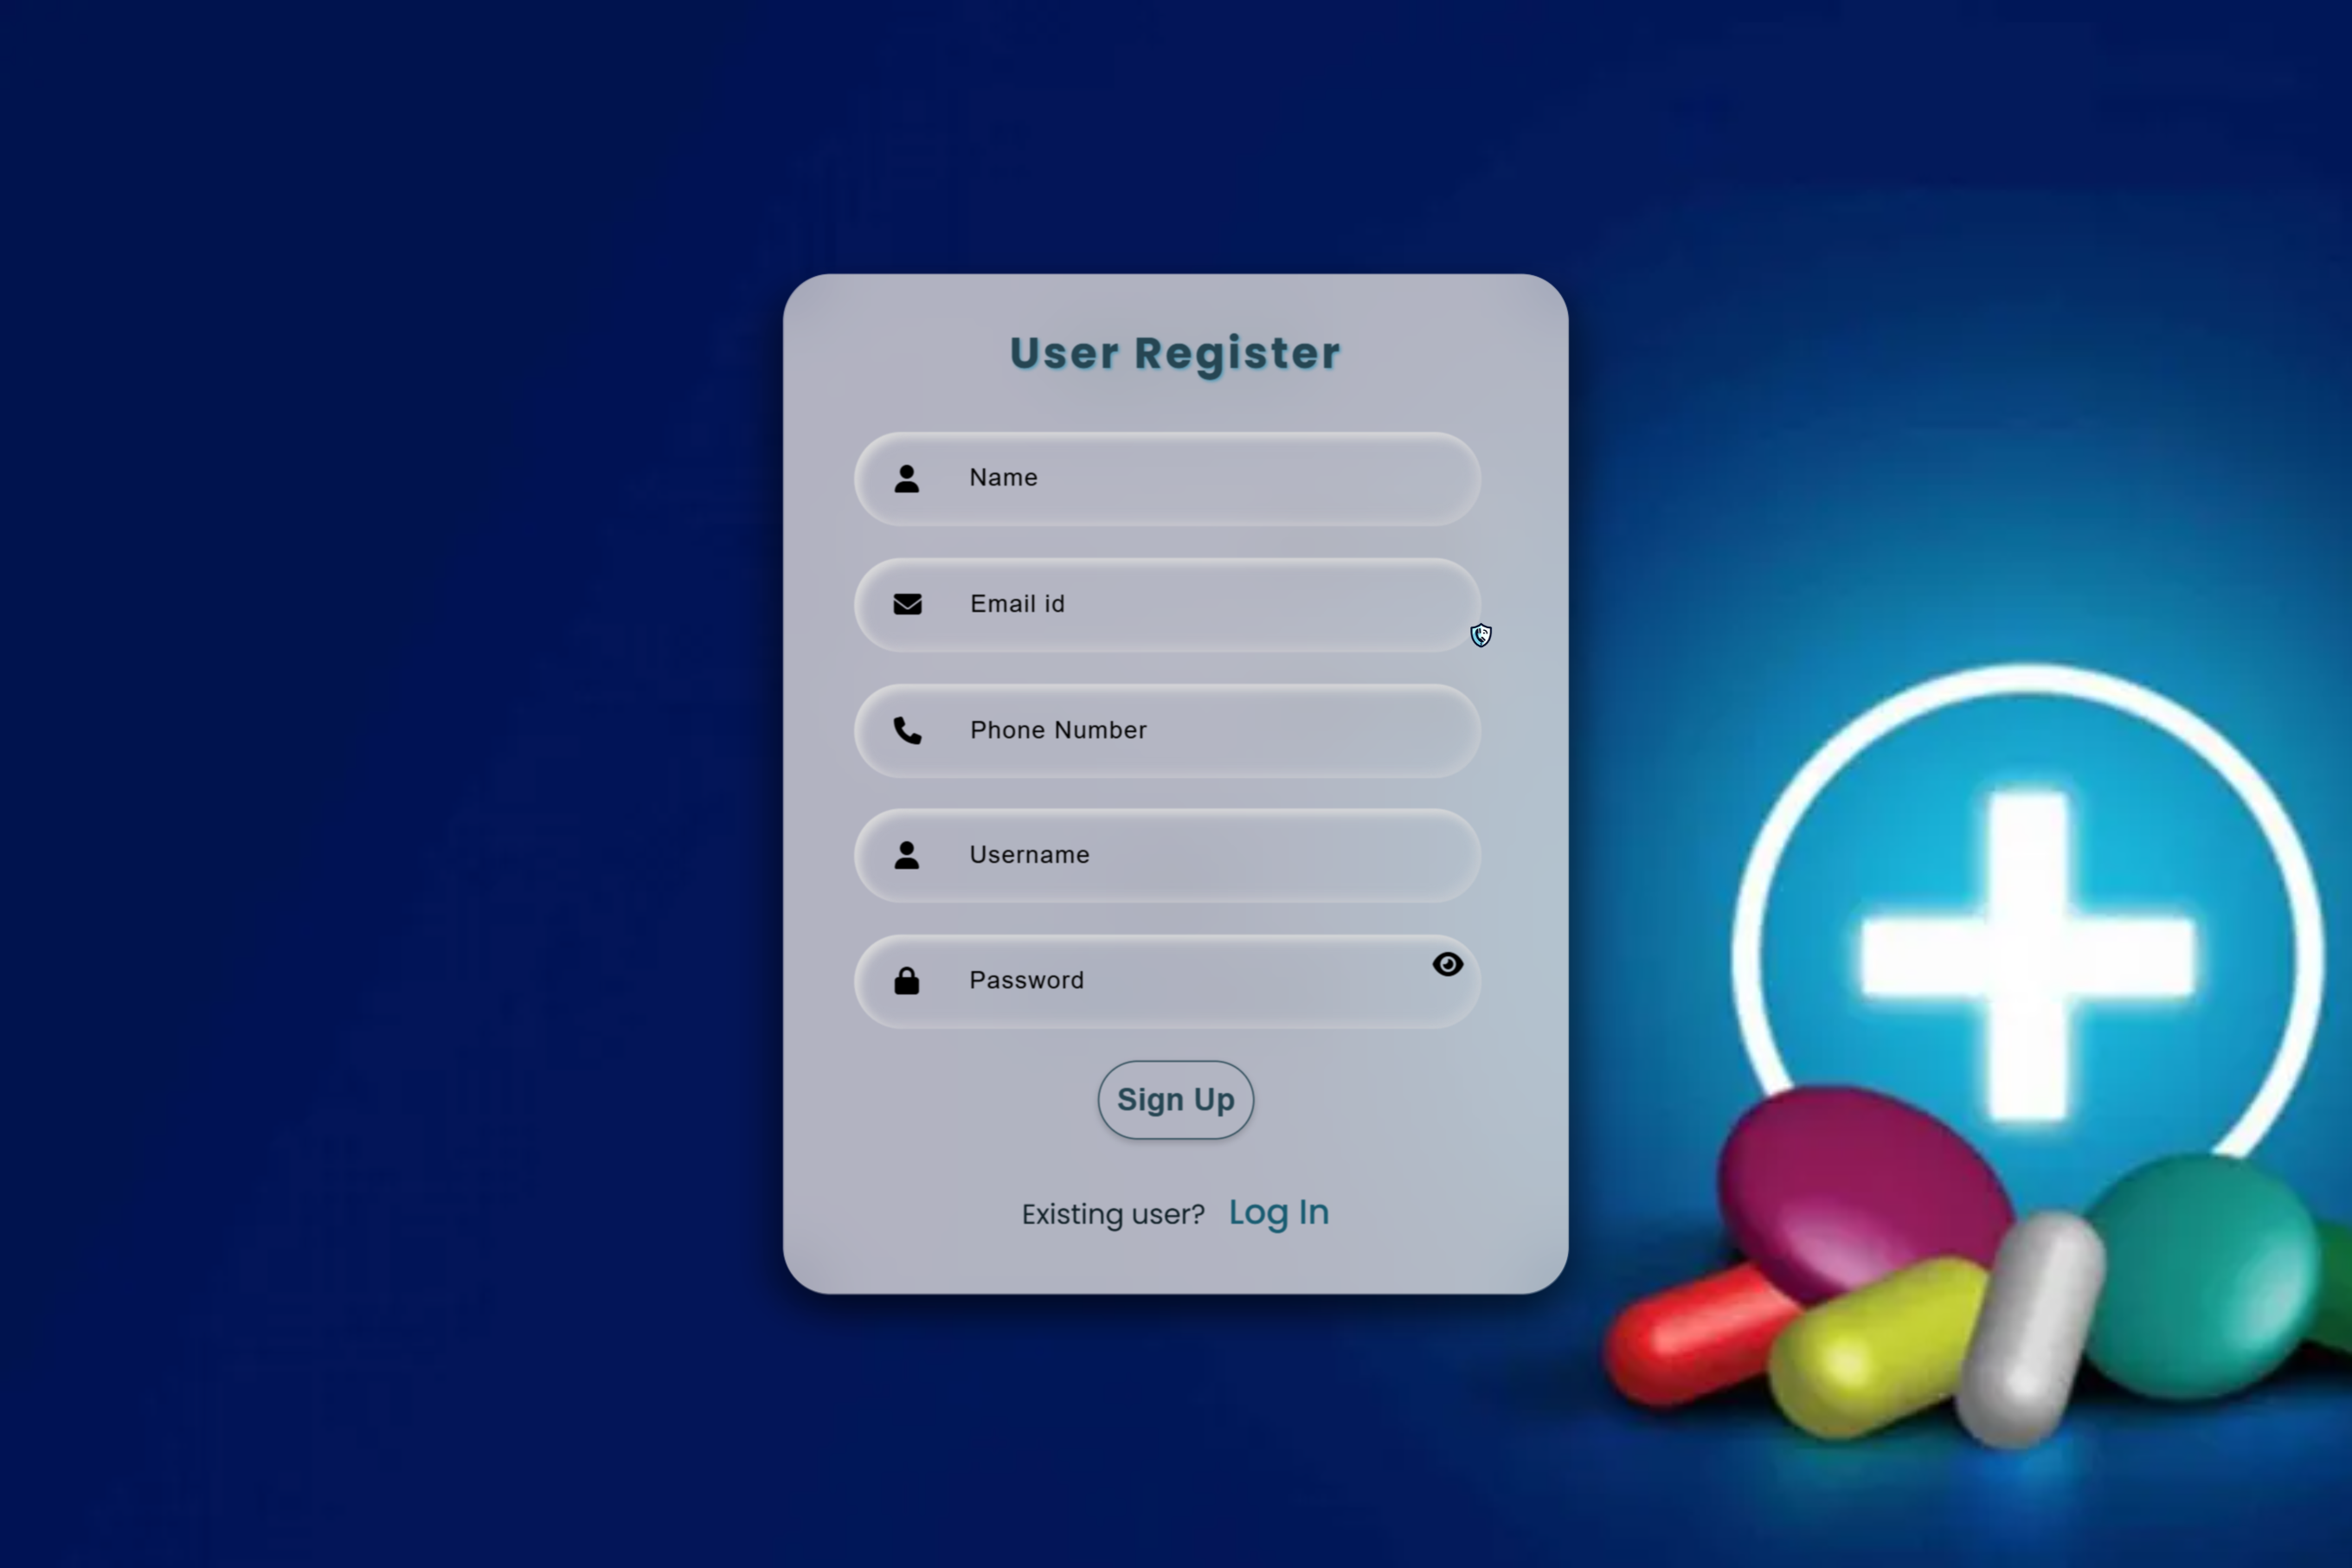 User Register
Name
Email id
Phone Number
Username
Password
Sign Up
Existing user? Log In